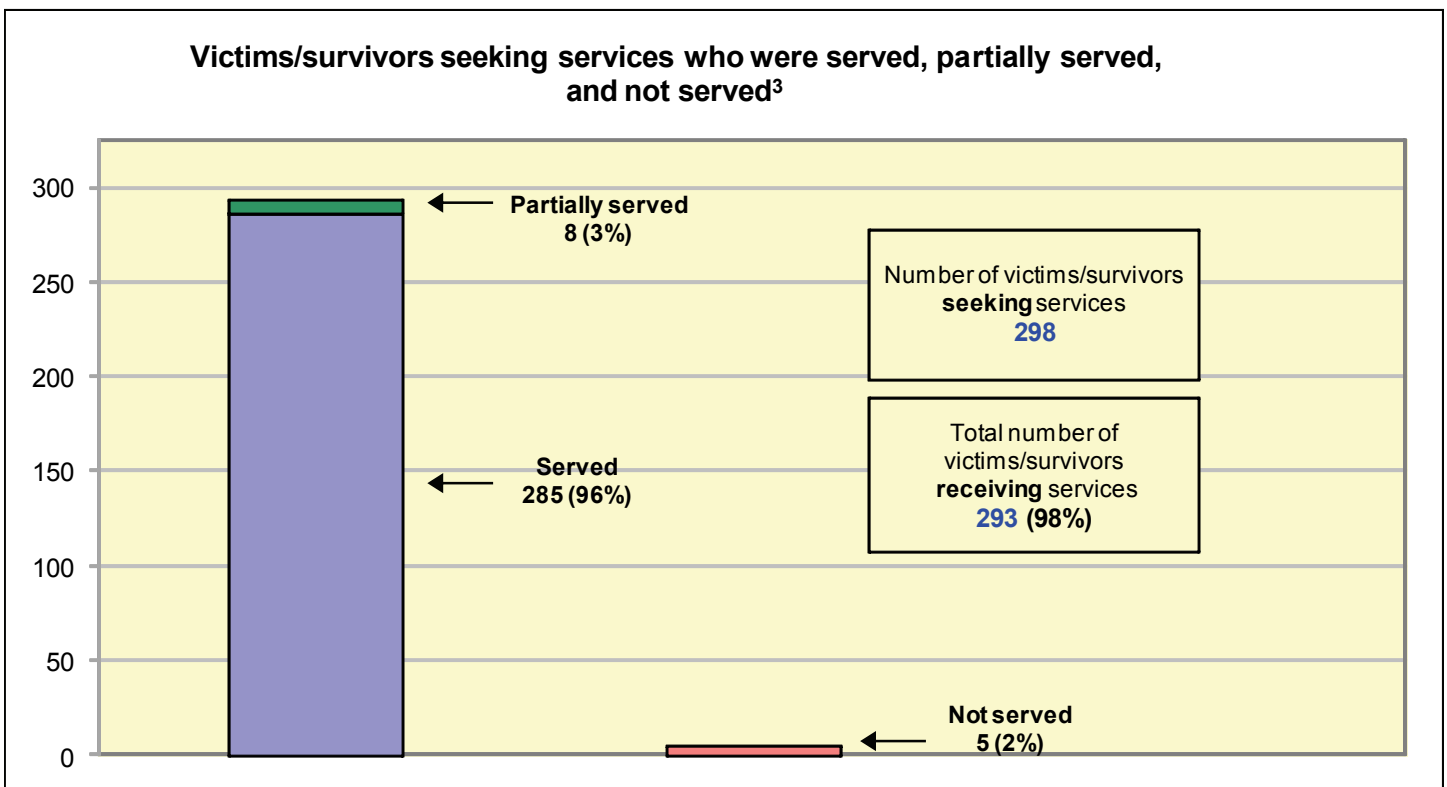 Victims/survivors seeking services who were served, partially served,
and not served³
300
250
200
150
100
50
0
Partially served
8 (3%)
Served
285 (96%)
Not served
5 (2%)
Number of victims/survivors
seeking services
298
Total number of
victims/survivors
receiving services
293 (98%)